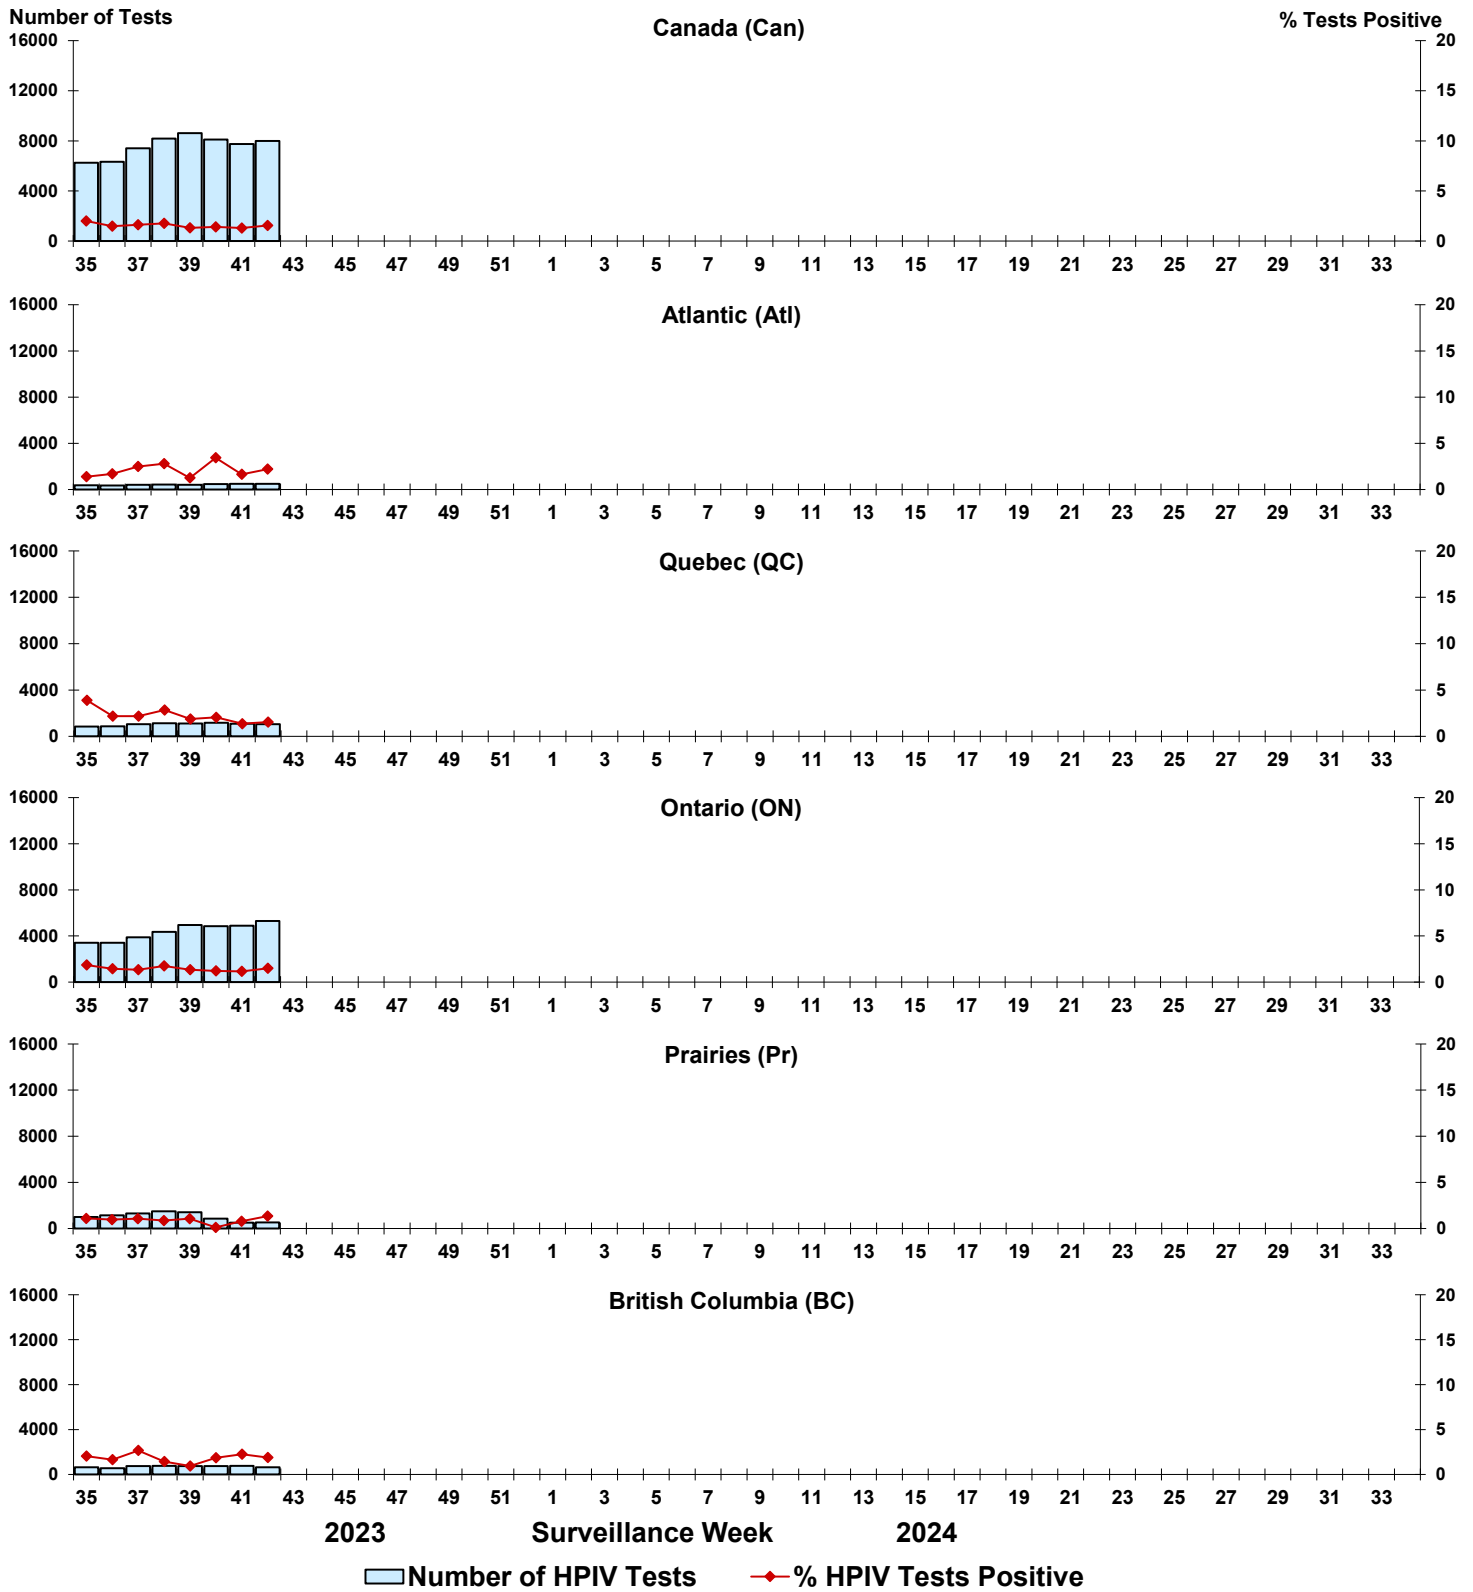 Number of Tests
Canada (Can)
% Tests Positive
16000 20
12000 15
8000 10
4000 5
0 0
35 37 39 41 43 45 47 49 51 1 3 5 7 9 11 13 15 17 19 21 23 25 27 29 31 33
Atlantic (Atl)
16000 20
12000 15
8000 10
4000 5
0 0
35 37 39 41 43 45 47 49 51 1 3 5 7 9 11 13 15 17 19 21 23 25 27 29 31 33
Quebec (QC)
16000 20
12000 15
8000 10
4000 5
0 0
35 37 39 41 43 45 47 49 51 1 3 5 7 9 11 13 15 17 19 21 23 25 27 29 31 33
Ontario (ON)
16000 20
12000 15
8000 10
4000 5
0 0
35 37 39 41 43 45 47 49 51 1 3 5 7 9 11 13 15 17 19 21 23 25 27 29 31 33
Prairies (Pr)
16000 20
12000 15
8000 10
4000 5
0 0
35 37 39 41 43 45 47 49 51 1 3 5 7 9 11 13 15 17 19 21 23 25 27 29 31 33
British Columbia (BC)
16000 20
12000 15
8000 10
4000 5
0 0
35 37 39 41 43 45 47 49 51 1 3 5 7 9 11 13 15 17 19 21 23 25 27 29 31 33
2023 Surveillance Week 2024
Number of HPIV Tests % HPIV Tests Positive